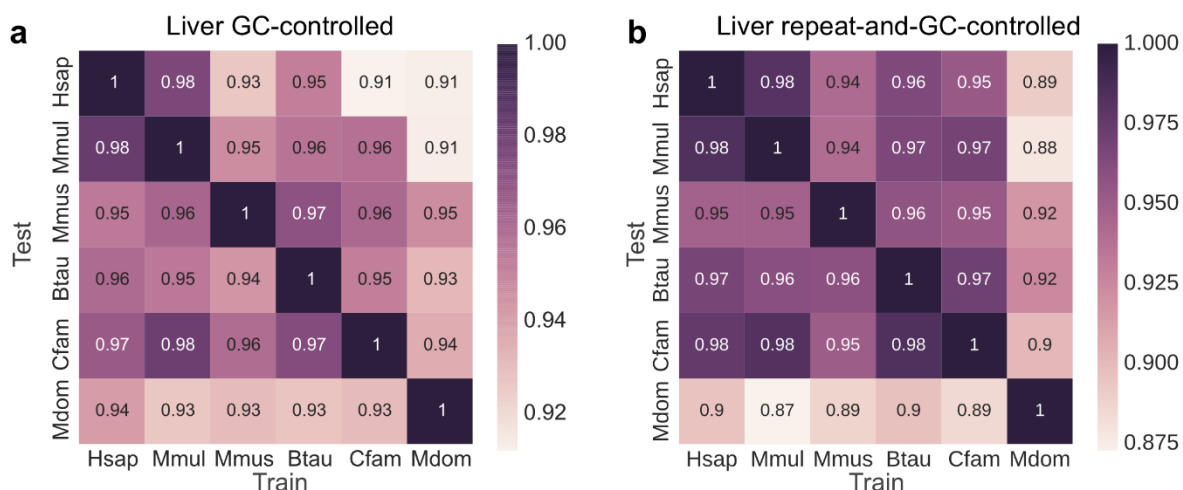 a Liver GC-controlled
Hsap 1 0.98 0.93 0.95 0.91 0.91
Mmul 0.98 1 0.95 0.96 0.96 0.91
Mmus 0.95 0.96 1 0.97 0.96 0.95
Btau 0.96 0.95 0.94 1 0.95 0.93
Cfam 0.97 0.98 0.96 0.97 1 0.94
Mdom 0.94 0.93 0.93 0.93 0.93 1
Hsap Mmul Mmus Btau Cfam Mdom
Train
Test
1.00
0.98
0.96
0.94
0.92
b Liver repeat-and-GC-controlled
Hsap 1 0.98 0.94 0.96 0.95 0.89
Mmul 0.98 1 0.94 0.97 0.97 0.88
Mmus 0.95 0.95 1 0.96 0.95 0.92
Btau 0.97 0.96 0.96 1 0.97 0.92
Cfam 0.98 0.98 0.95 0.98 1 0.9
Mdom 0.9 0.87 0.89 0.9 0.89 1
Hsap Mmul Mmus Btau Cfam Mdom
Train
Test
1.000
0.975
0.950
0.925
0.900
0.875